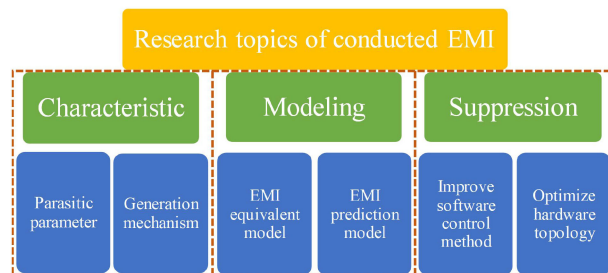 Research topics of conducted EMI
Characteristic
Modeling
Suppression
Parasitic
parameter
Generation
mechanism
EMI
equivalent
model
EMI
prediction
model
Improve
software
control
method
Optimize
hardware
topology